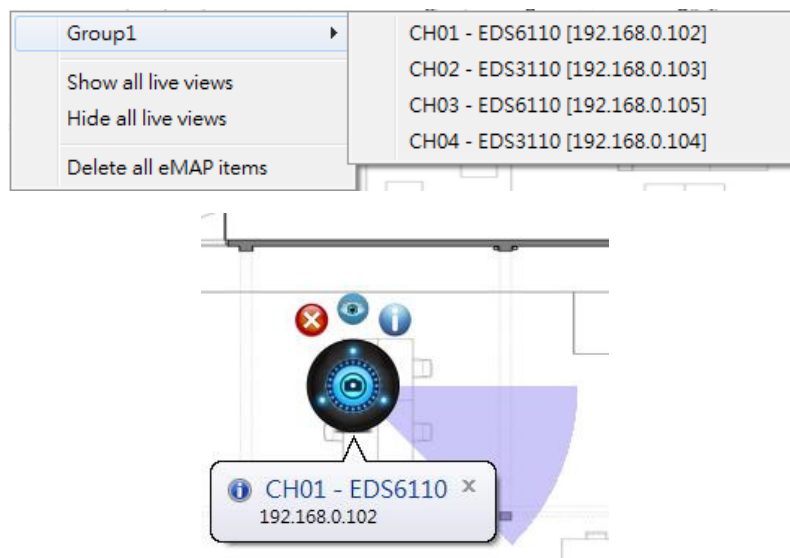 Group1
CH01 - EDS6110 [192.168.0.102]
CH02 - EDS3110 [192.168.0.103]
CH03 - EDS6110 [192.168.0.105]
CH04 - EDS3110 [192.168.0.104]
Show all live views
Hide all live views
Delete all eMAP items
CH01 - EDS6110
192.168.0.102